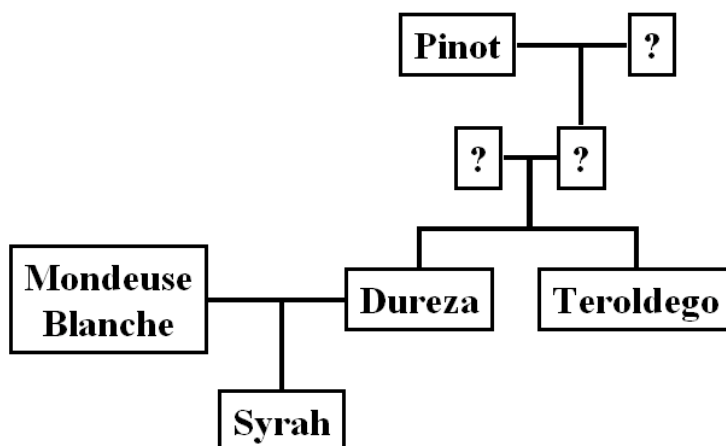 Pinot
?
?
?
Mondeuse
Blanche
Dureza
Teroldego
Syrah